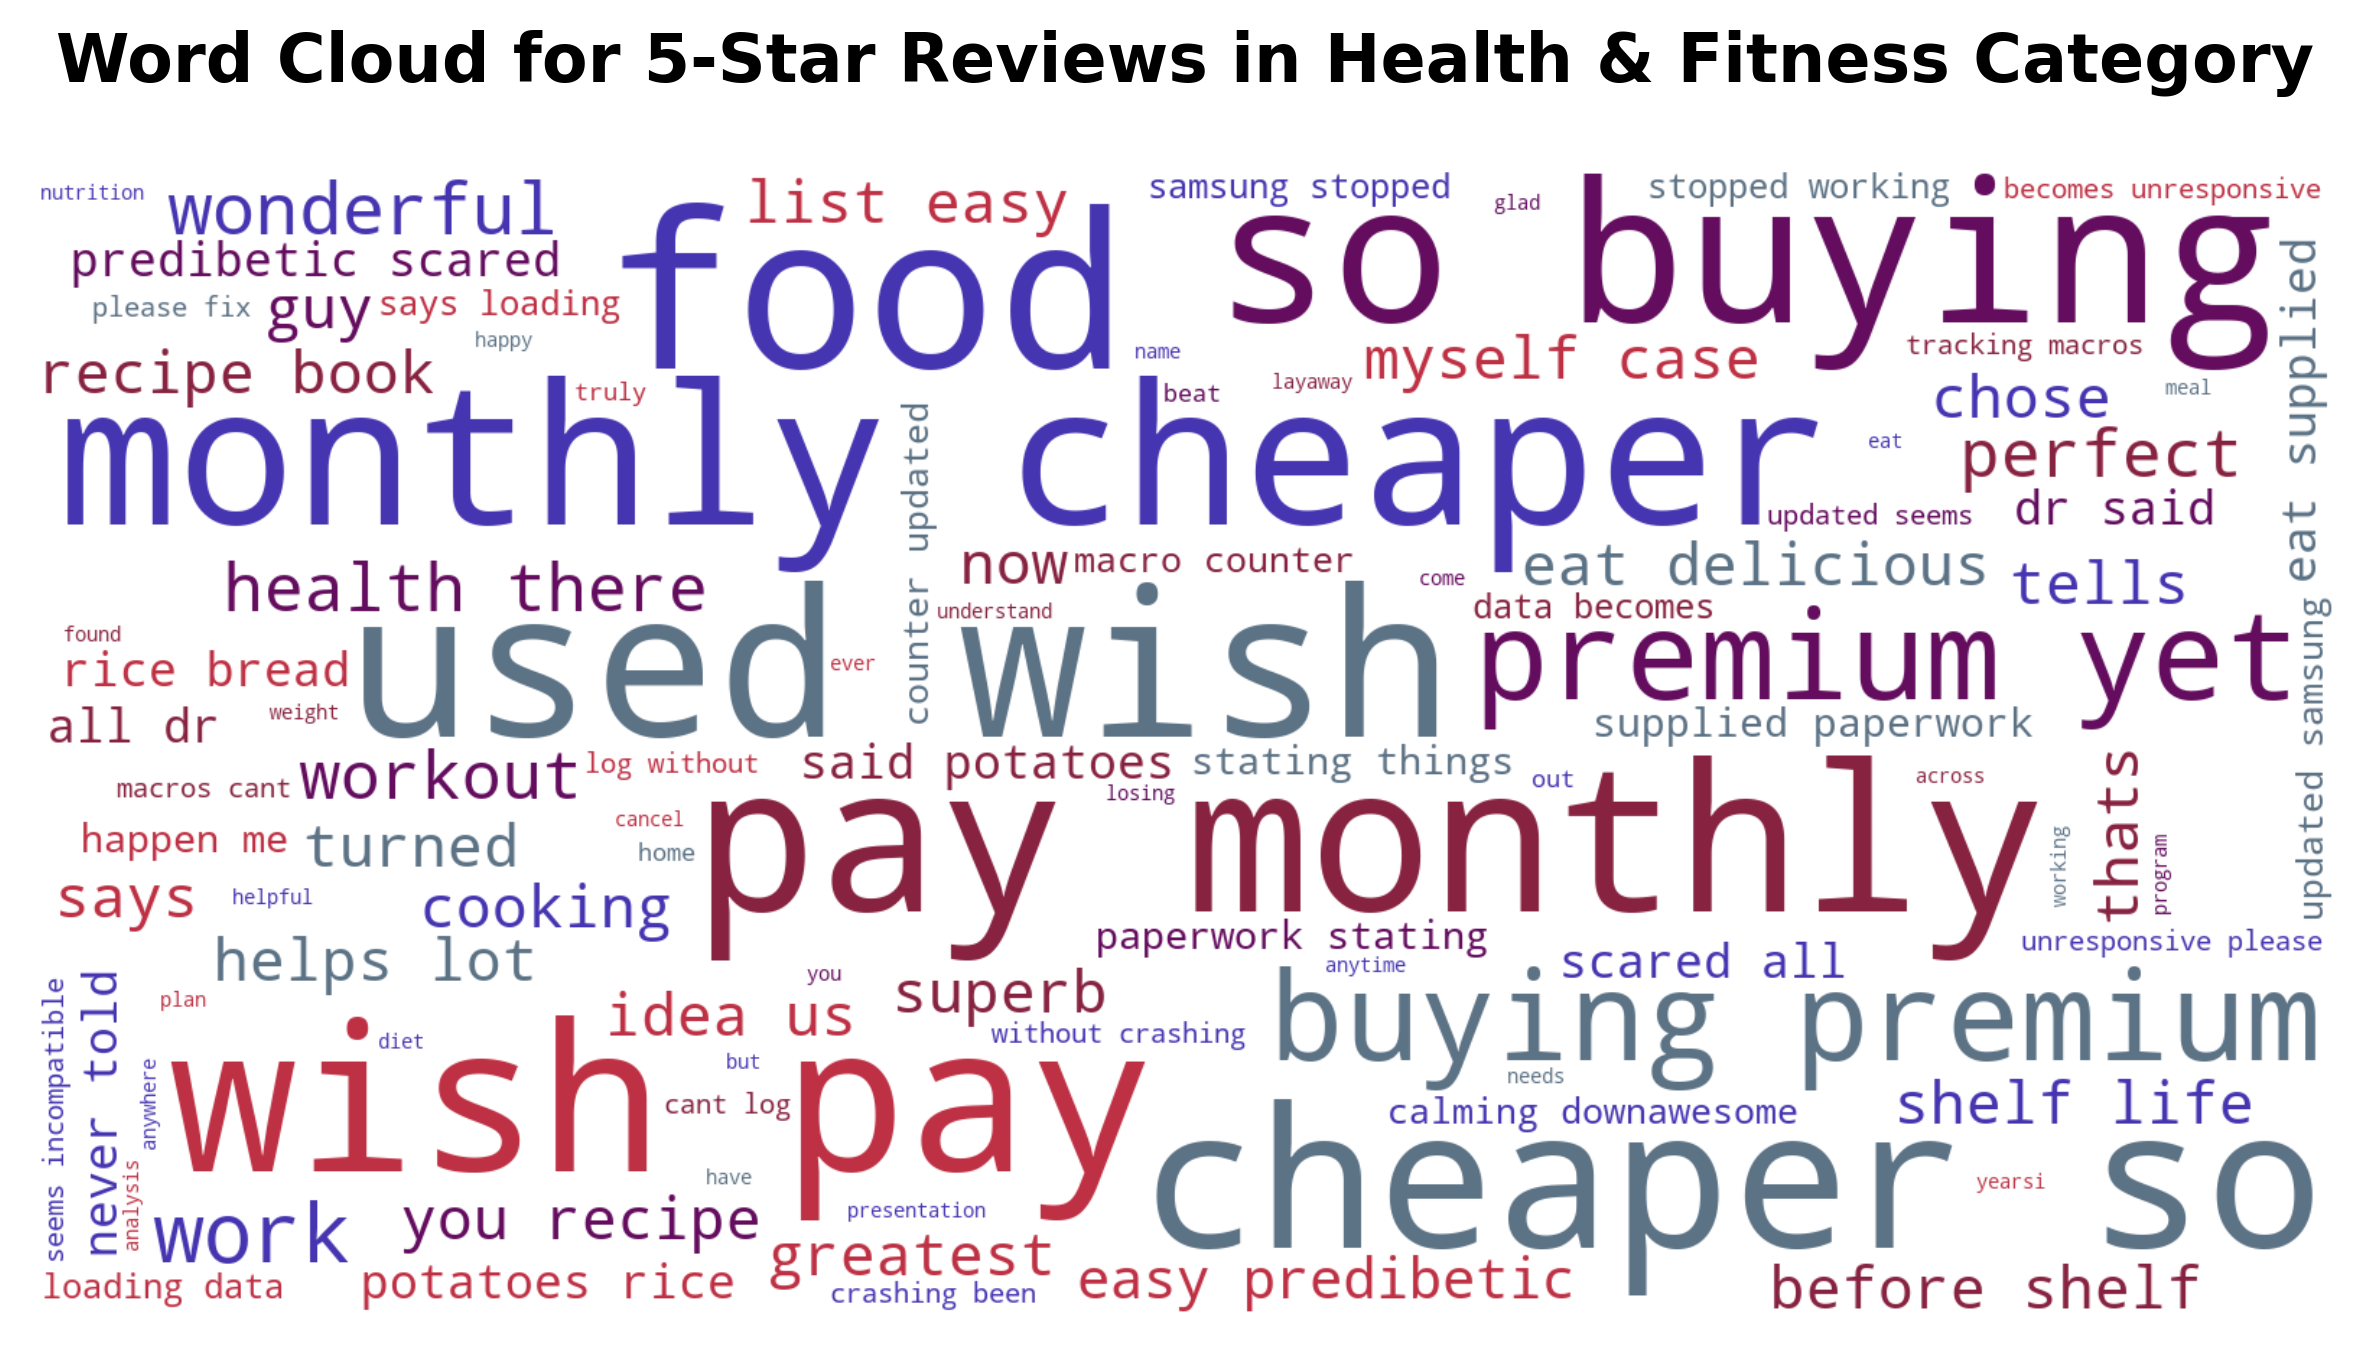 Word Cloud for 5-Star Reviews in Health & Fitness Category
nutrition
wonderful
list easy
samsung stopped
glad
stopped working
becomes unresponsive
food
so buying
predibetic scared
please fix
guy
says loading
happy
recipe book
truly
name
beat
layaway
myself case
tracking macros
chose
meal
eat supplied
monthly cheaper
counter updated
eat
perfect
updated seems
dr said
health there
now
macro counter
come
eat delicious
tells
found
understand
data becomes
used wish
premium yet
rice bread
ever
weight
all dr
supplied paperwork
updated samsung
workout
log without
said potatoes
stating things
macros cant
losing
out
across
thats
pay monthly
happen me
turned
cancel
home
working
program
says
helpful
cooking
paperwork stating
unresponsive please
helps lot
you
anytime
scared all
seems incompatible
never told
plan
idea us
superb
without crashing
buying premium
diet
but
needs
anywhere
wish pay
cant log
calming downawesome
shelf life
analysis
have
cheaper so
yearsi
work
you recipe
presentation
greatest
loading data
potatoes rice
crashing been
easy predibetic
before shelf